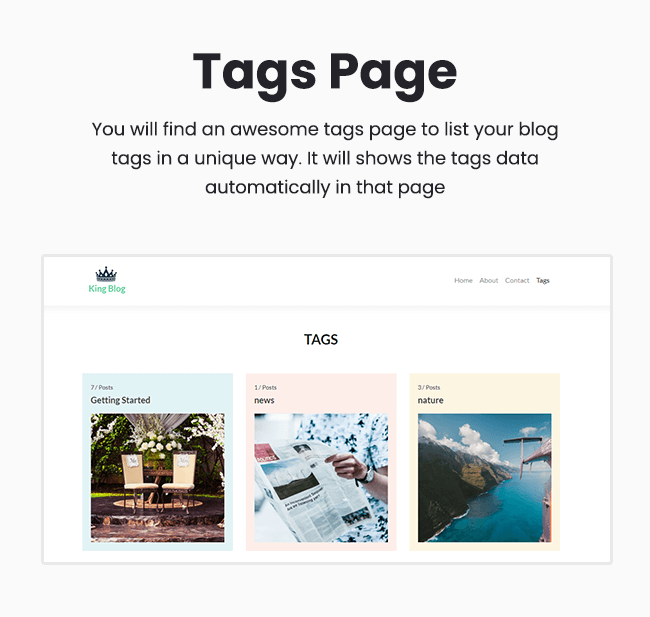 Tags Page
You will find an awesome tags page to list your blog
tags in a unique way. It will shows the tags data
automatically in that page
King Blog
Home About Contact Tags
TAGS
7 / Posts
Getting Started
1 / Posts
news
3 / Posts
nature